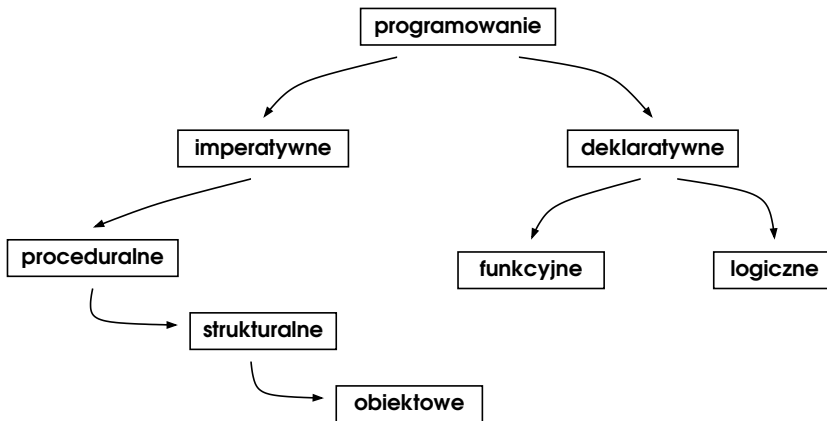 programowanie
imperatywne
deklaratywne
proceduralne
funkcyjne
logiczne
strukturalne
obiektowe